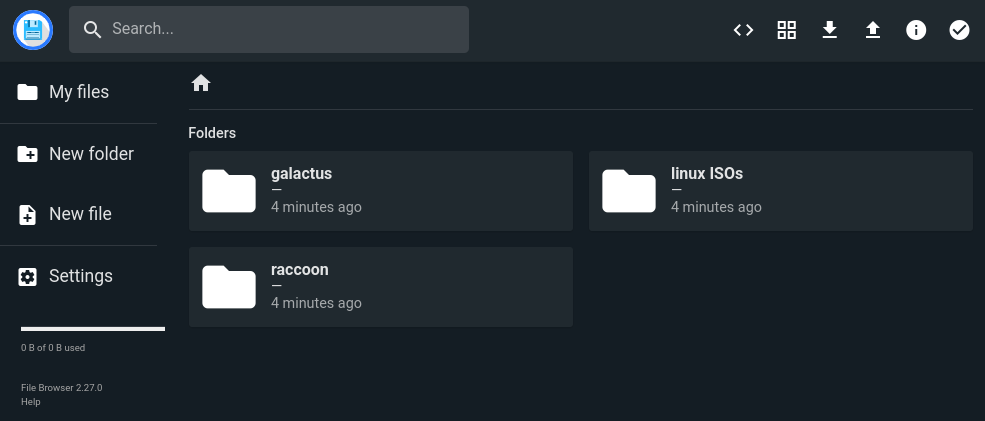 Search...
My files
New folder
New file
Settings
0 B of 0 B used
File Browser 2.27.0
Help
Folders
galactus
—
4 minutes ago
linux ISOs
—
4 minutes ago
raccoon
—
4 minutes ago